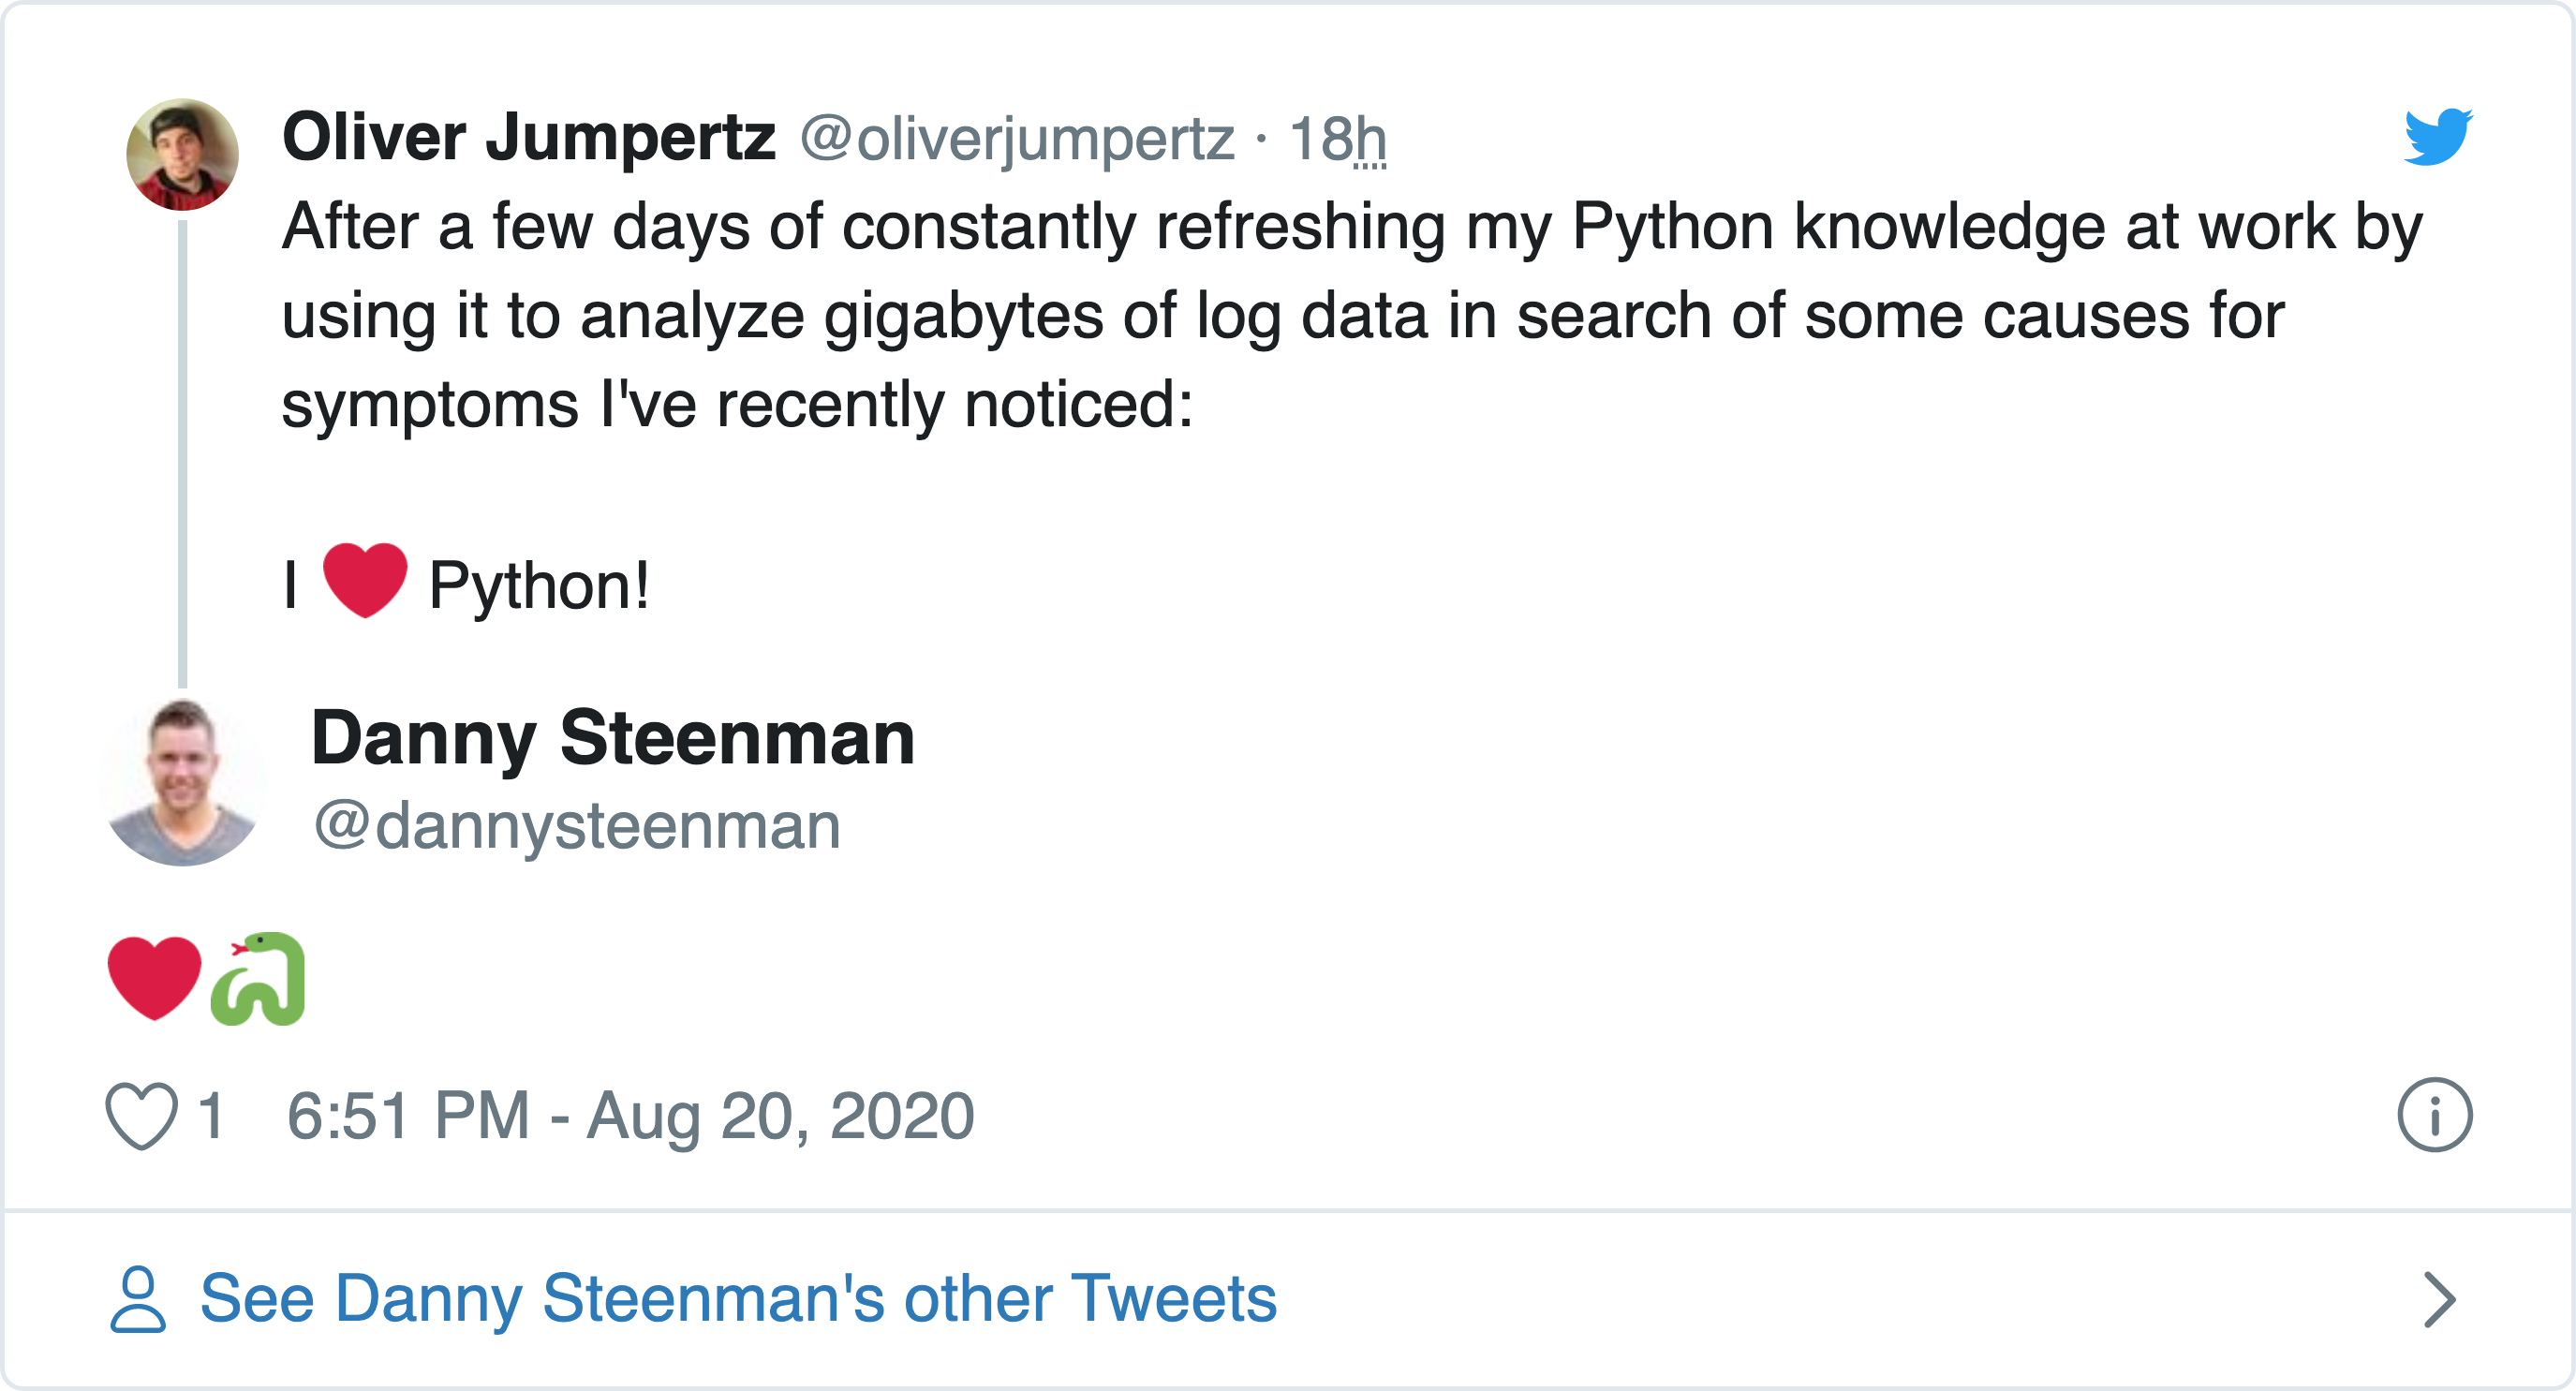 Oliver Jumpertz @oliverjumpertz · 18h
After a few days of constantly refreshing my Python knowledge at work by
using it to analyze gigabytes of log data in search of some causes for
symptoms I've recently noticed:
I ❤️ Python!
Danny Steenman
@dannysteenman
❤️🐍
1 6:51 PM - Aug 20, 2020
See Danny Steenman's other Tweets